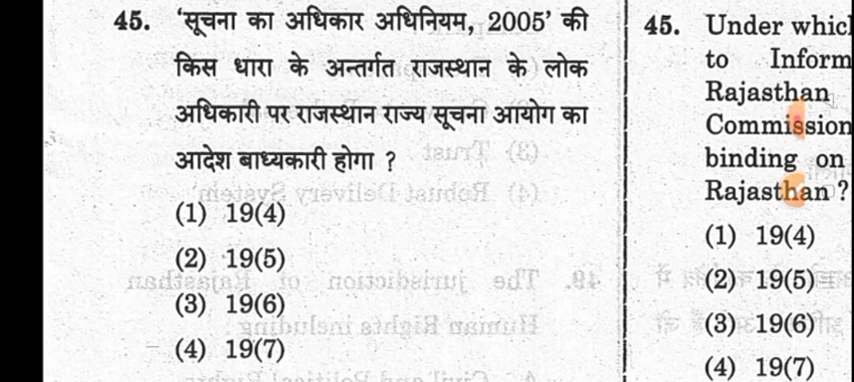 45. 'सूचना का अधिकार अधिनियम, 2005' की
किस धारा के अन्तर्गत राजस्थान के लोक
अधिकारी पर राजस्थान राज्य सूचना आयोग का
आदेश बाध्यकारी होगा ?
(1) 19(4)
(2) 19(5)
(3) 19(6)
(4) 19(7)
45. Under whic
to Inform
Rajasthan
Commission
binding on
Rajasthan ?
(1) 19(4)
(2) 19(5)
(3) 19(6)
(4) 19(7)